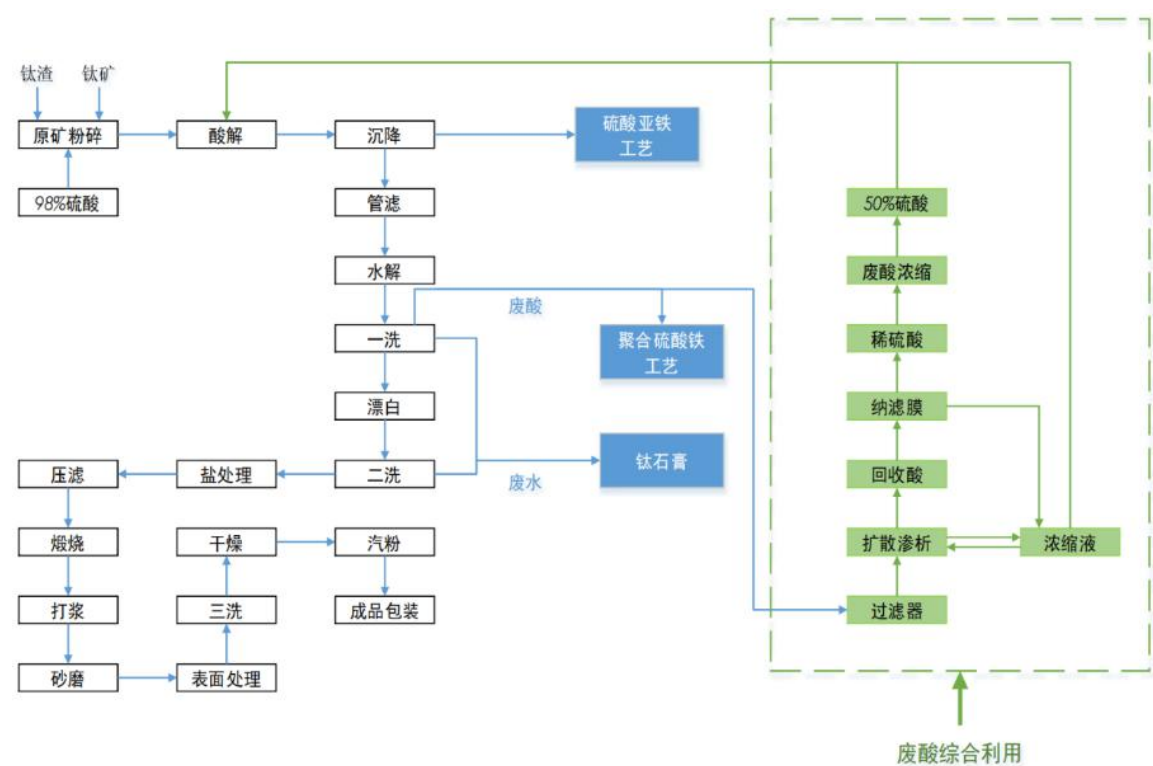 钛渣
钛矿
原矿粉碎
酸解
沉降
硫酸亚铁
工艺
98%硫酸
管滤
50%硫酸
水解
废酸浓缩
废酸
一洗
聚合硫酸铁
工艺
稀硫酸
漂白
纳滤膜
压滤
盐处理
二洗
废水
钛石膏
回收酸
煅烧
干燥
汽粉
扩散渗析
浓缩液
打浆
三洗
成品包装
过滤器
砂磨
表面处理
废酸综合利用